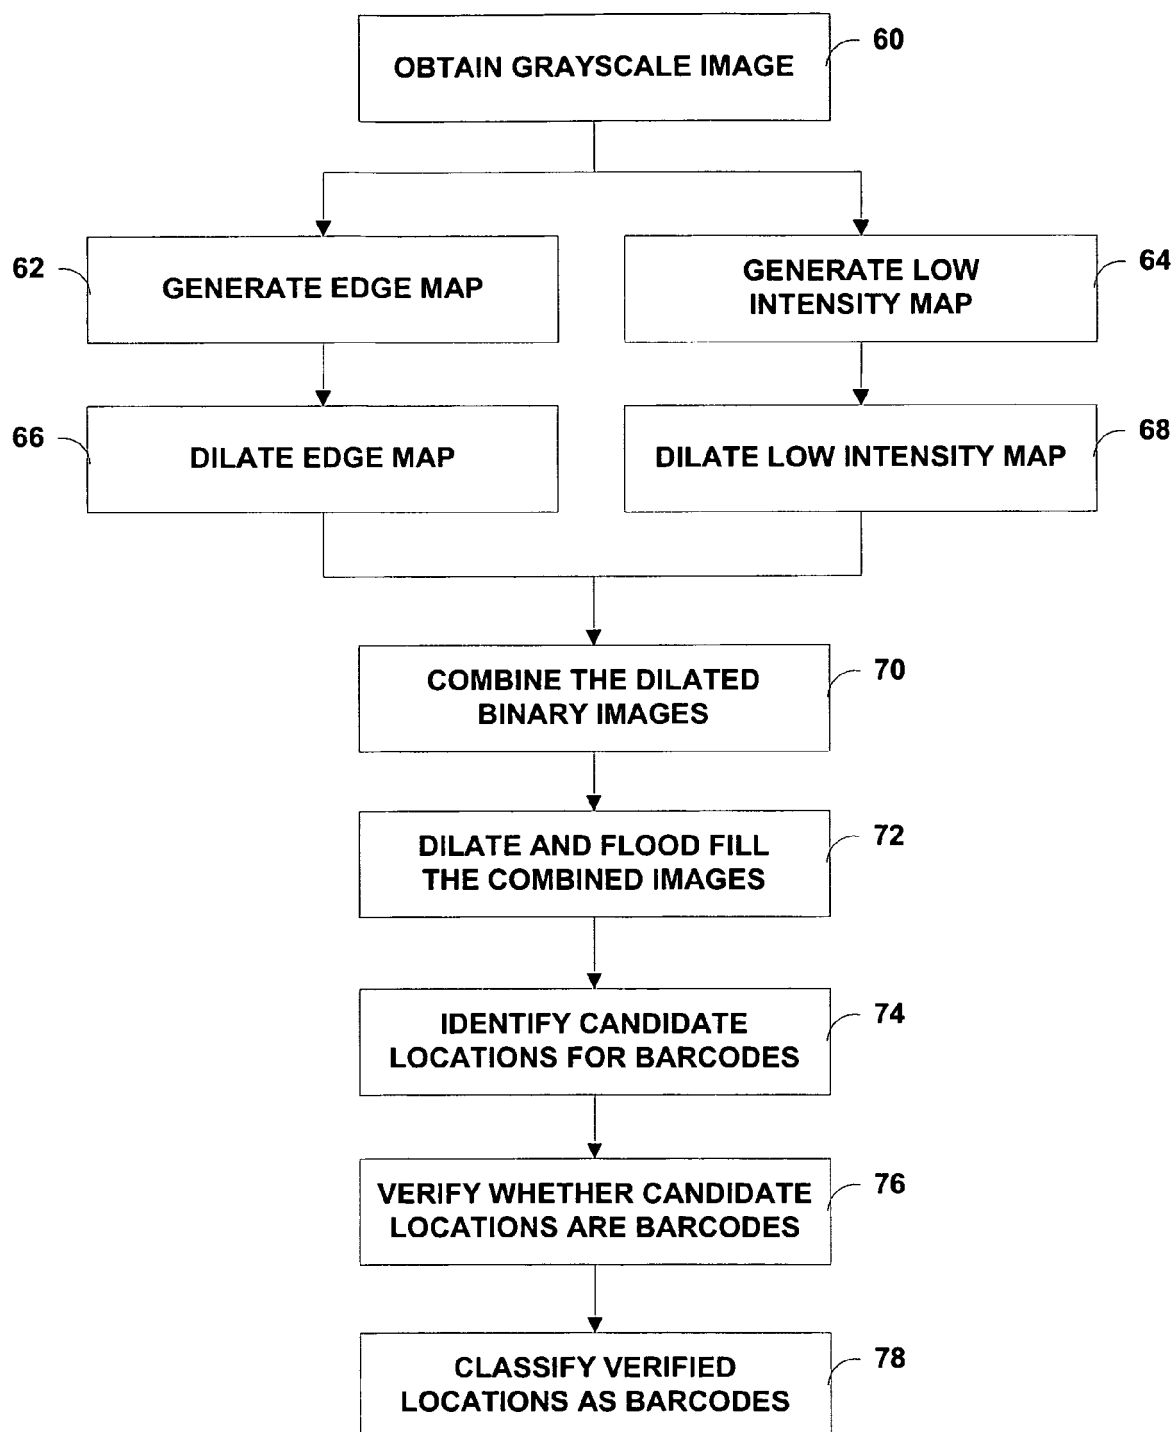 OBTAIN GRAYSCALE IMAGE
60
62
GENERATE EDGE MAP
GENERATE LOW
INTENSITY MAP
64
66
DILATE EDGE MAP
DILATE LOW INTENSITY MAP
68
COMBINE THE DILATED
BINARY IMAGES
70
DILATE AND FLOOD FILL
THE COMBINED IMAGES
72
IDENTIFY CANDIDATE
LOCATIONS FOR BARCODES
74
VERIFY WHETHER CANDIDATE
LOCATIONS ARE BARCODES
76
CLASSIFY VERIFIED
LOCATIONS AS BARCODES
78